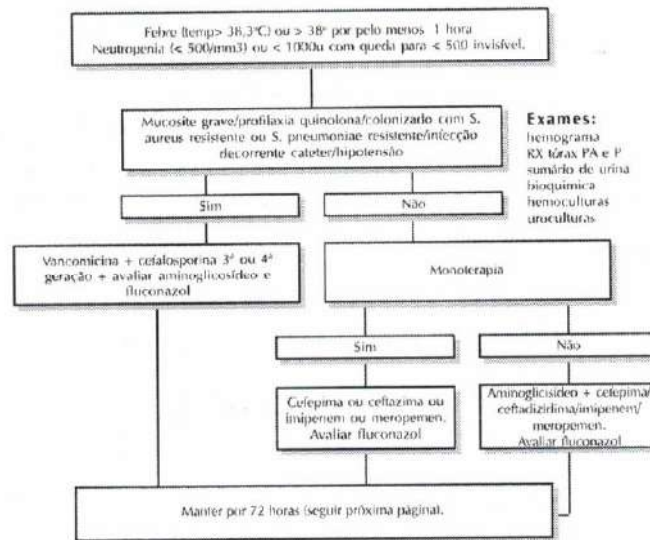 Febre (temp> 38,3ºC) ou > 38º por pelo menos 1 hora
Neutropenia (< 500/mm3) ou < 1000u com queda para < 500 invisível.
Mucosite grave/profilaxia quinolona/colonizado com S.
aureus resistente ou S. pneumoniae resistente/infecção
decorrente cateter/hipotensão
Exames:
hemograma
RX tórax PA e P
sumário de urina
bioquímica
hemoculturas
uroculturas
Sim
Não
Vancomicina + cefalosporina 3ª ou 4ª
geração + avaliar aminoglicosídeo e
fluconazol
Monoterapia
Sim
Não
Cefepima ou ceftazima ou
imipenem ou meropemen.
Avaliar fluconazol
Aminoglicisídeo + cefepima/
ceftadizidima/imipenem/
meropemen.
Avaliar fluconazol
Manter por 72 horas (seguir próxima página).